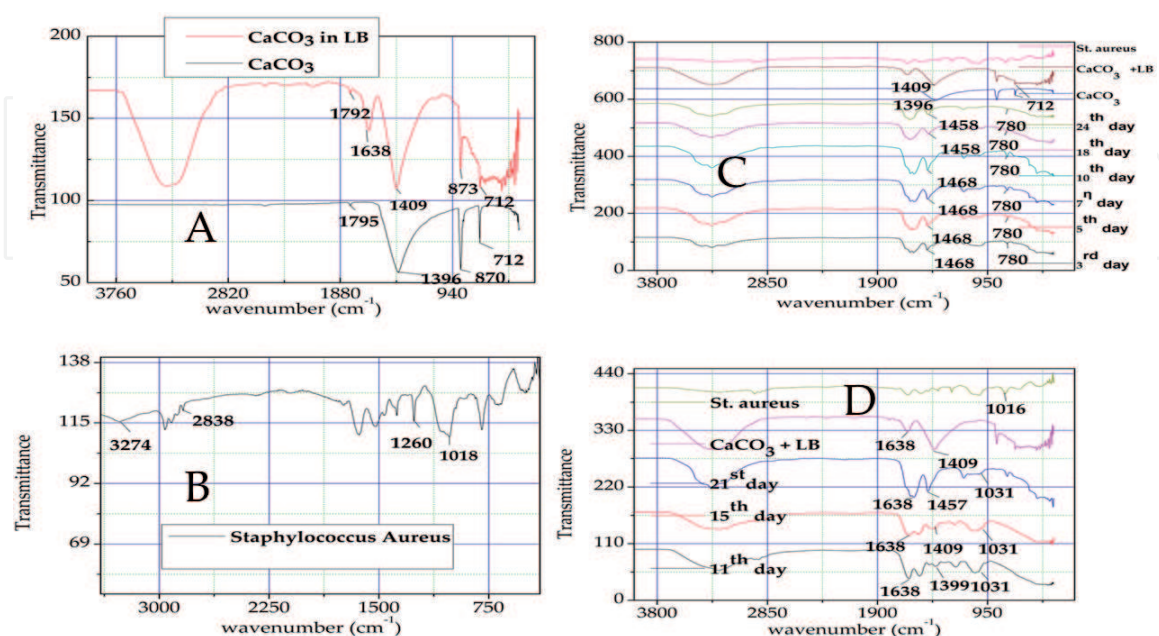 200
150
100
50
Transmittance
CaCO3 in LB
CaCO3
1792
1638
1409
873
712
1795
1396
870
712
A
3760
2820
1880
940
wavenumber (cm-1)
800
600
400
200
0
Transmittance
St. aureus
CaCO3 +LB
CaCO3
24th day
18th day
10th day
7 day
5th day
3rd day
1409
1396
712
1458
780
1458
780
1468
780
1468
780
1468
780
1468
780
C
3800
2850
1900
950
wavenumber (cm-1)
138
115
92
69
Transmittance
3274
2838
1260
1018
B
Staphylococcus Aureus
3000
2250
1500
750
wavenumber (cm-1)
440
330
220
110
0
Transmittance
D
St. aureus
1016
CaCO3 + LB
1638
1409
21st day
1638
1457
1031
15th day
1638
1409
1031
11th day
1638
1399
1031
3800
2850
1900
950
wavenumber (cm-1)